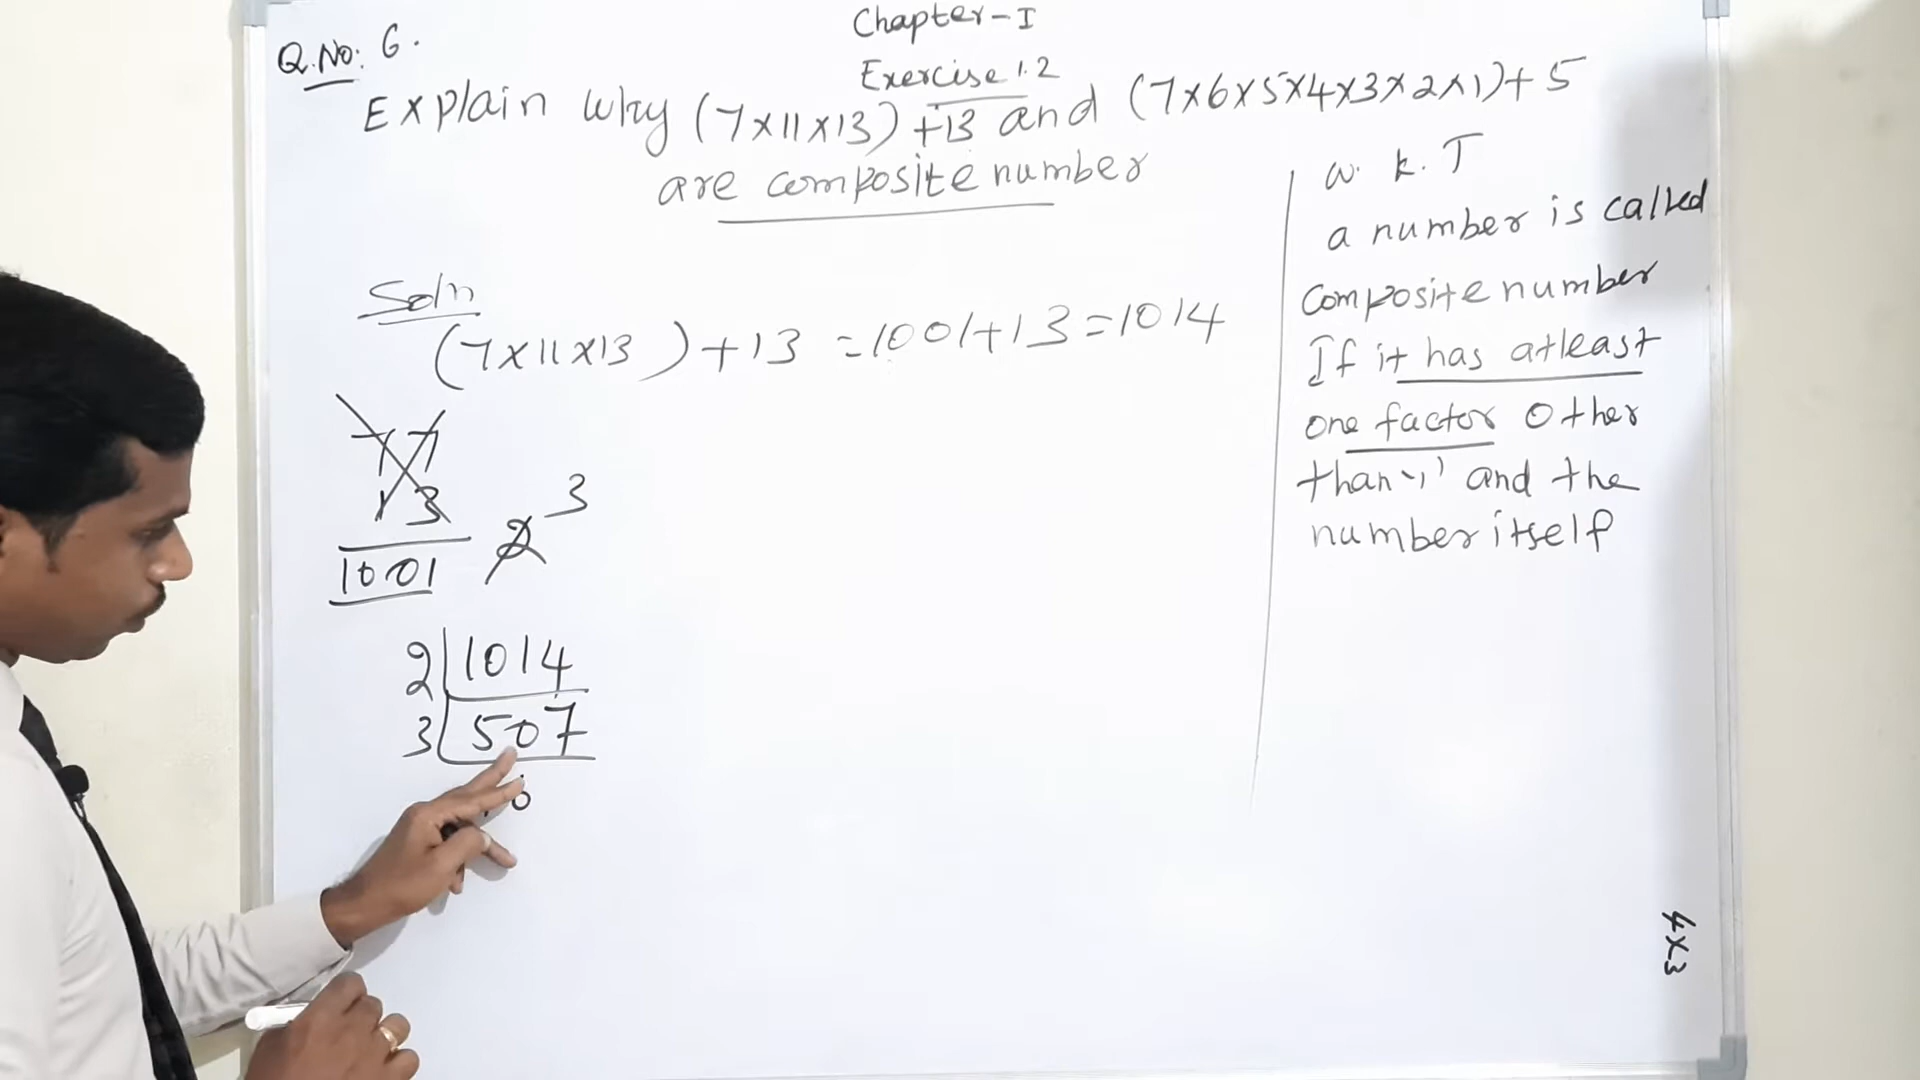 Chapter-I
Q.No: 6.
Exercise 1.2
Explain why (7×11×13)+13 and (7×6×5×4×3×2×1)+5
are composite number
w.k.T
a number is called
composite number
If it has atleast
one factor other
than '1' and the
number itself
Soln
(7×11×13)+13 =1001+13=1014
77
13
1001
2 3
2 1014
3 507
4×3